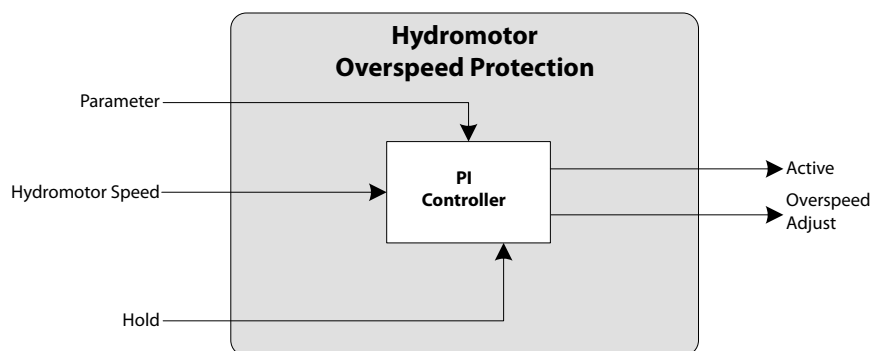 Hydromotor
Overspeed Protection
Parameter
PI
Controller
Hydromotor Speed
Active
Overspeed
Adjust
Hold